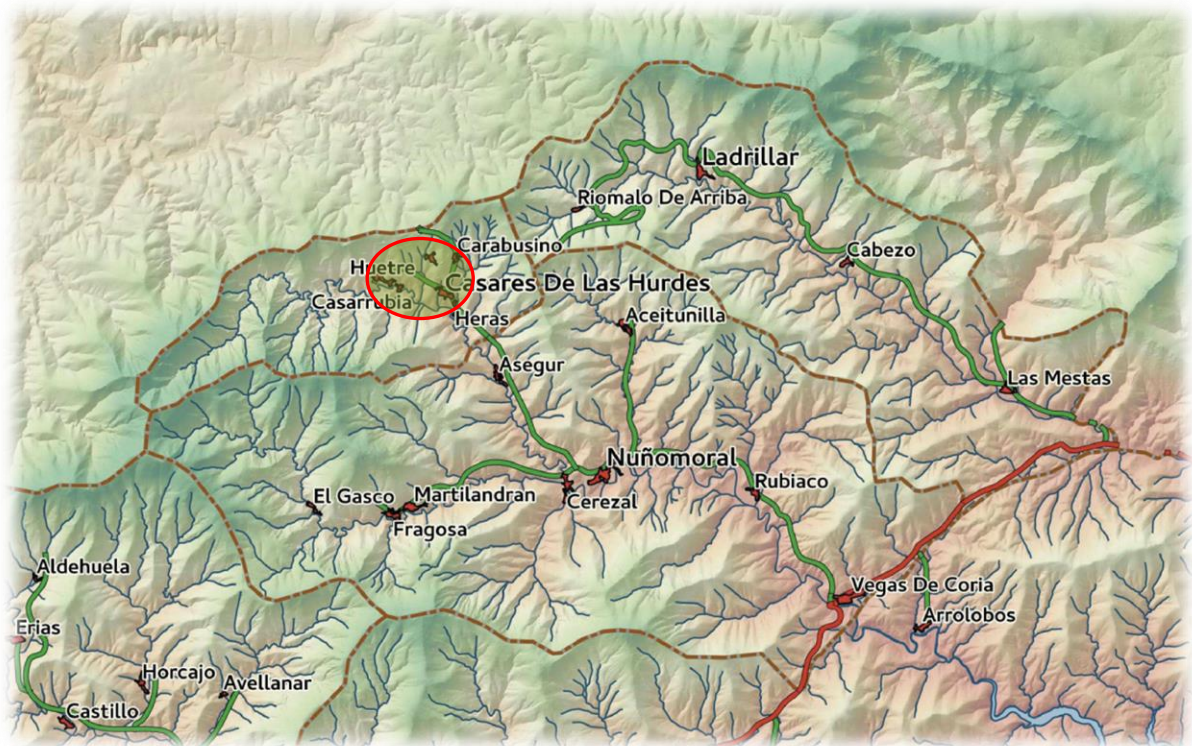 Ladrillar
Riomalo De Arriba
Carabusino
Cabezo
Huetre
Casares De Las Hurdes
Casarrubia
Heras
Aceitunilla
Asegur
Las Mestas
Nuñomoral
Rubiaco
El Gasco
Martilandran
Cerezal
Fragosa
Aldehuela
Vegas De Coria
Arrolobos
Erias
Horcajo
Avellanar
Castillo